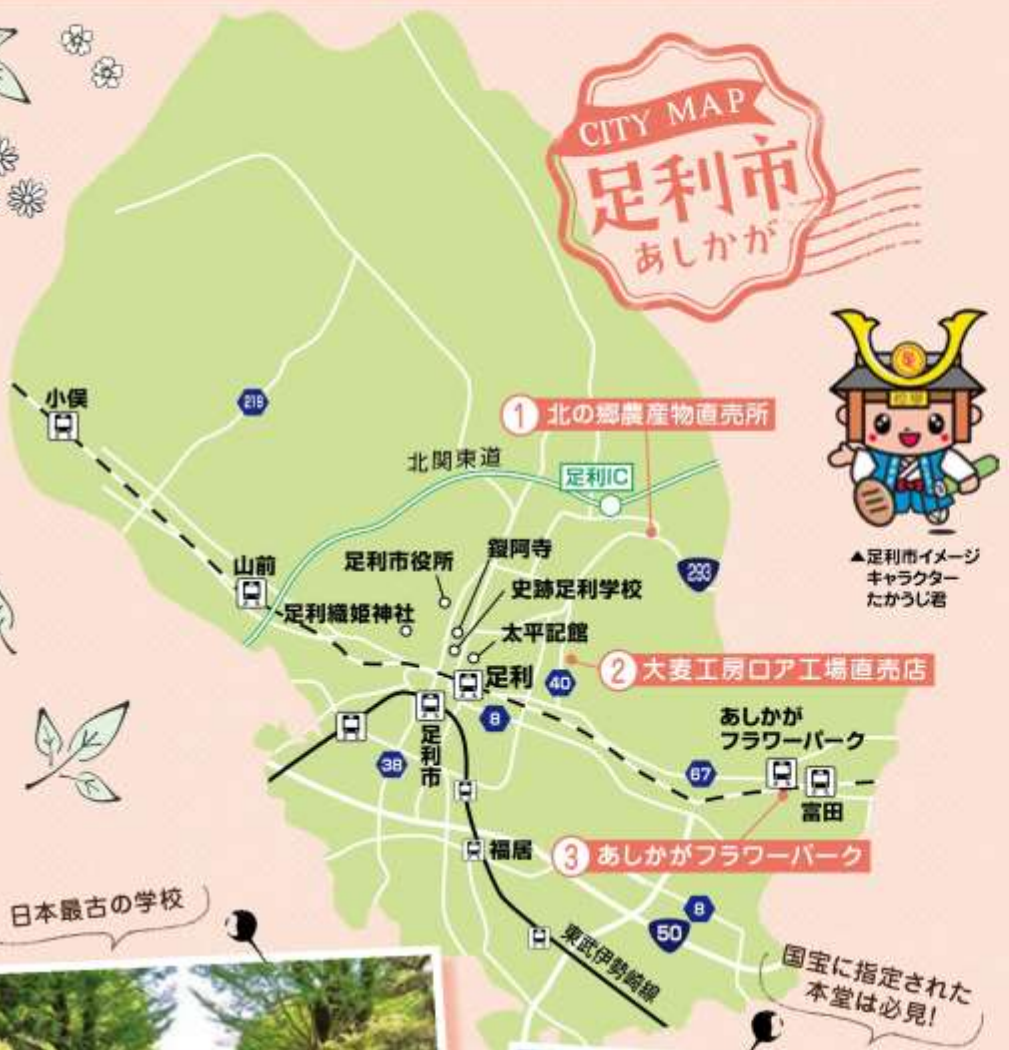 CITY MAP
足利市
あしかが
小俣
219
① 北の郷農産物直売所
北関東道
足利IC
▲足利市イメージ
キャラクター
たかうじ君
山前
足利市役所
鑁阿寺
293
史跡足利学校
足利織姫神社
太平記館
② 大麦工房ロア工場直売店
足利
40
8
あしかが
フラワーパーク
足利市
38
67
富田
福居
③ あしかがフラワーパーク
8
50
東武伊勢崎線
日本最古の学校
国宝に指定された
本堂は必見!